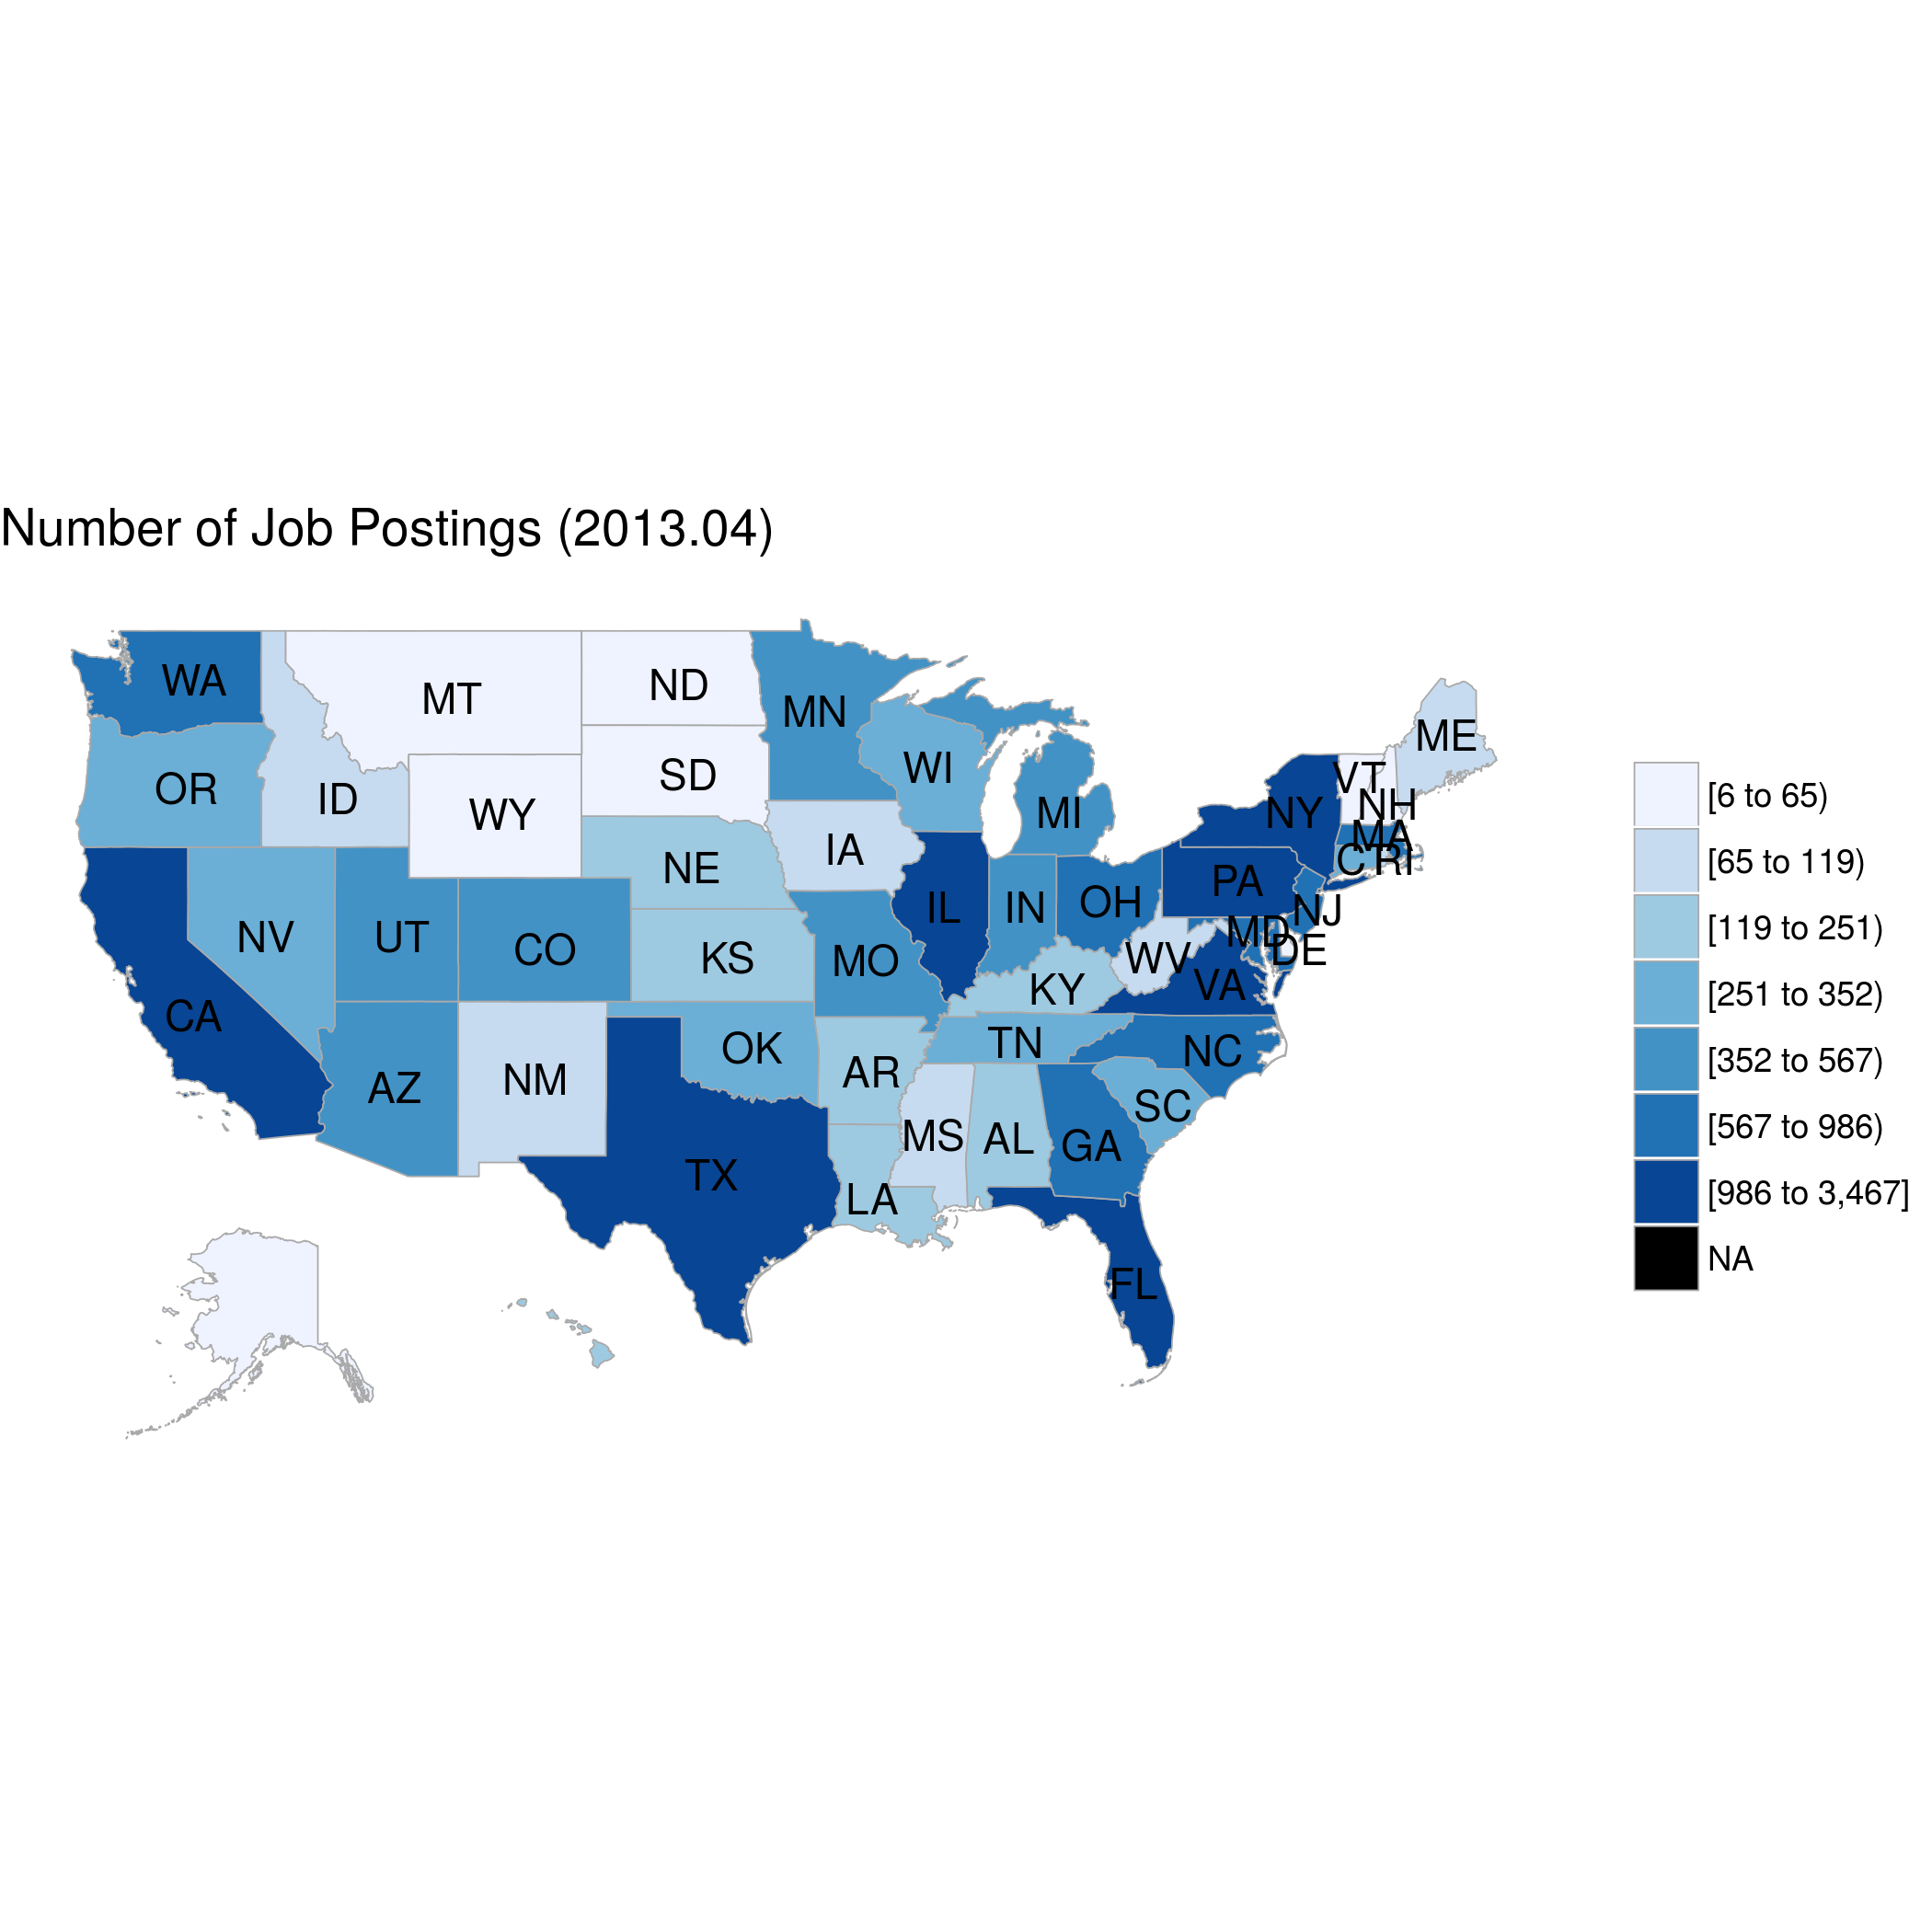 Number of Job Postings (2013.04)
WA
MT
ND
MN
ME
OR
ID
WY
SD
WI
MI
VT
NH
NY
MA
CT
RI
IA
NE
PA
IL
IN
OH
NJ
NV
UT
CO
KS
MO
WV
MD
DE
VA
KY
CA
AZ
NM
OK
AR
TN
NC
SC
TX
LA
MS
AL
GA
FL
[6 to 65)
[65 to 119)
[119 to 251)
[251 to 352)
[352 to 567)
[567 to 986)
[986 to 3,467]
NA